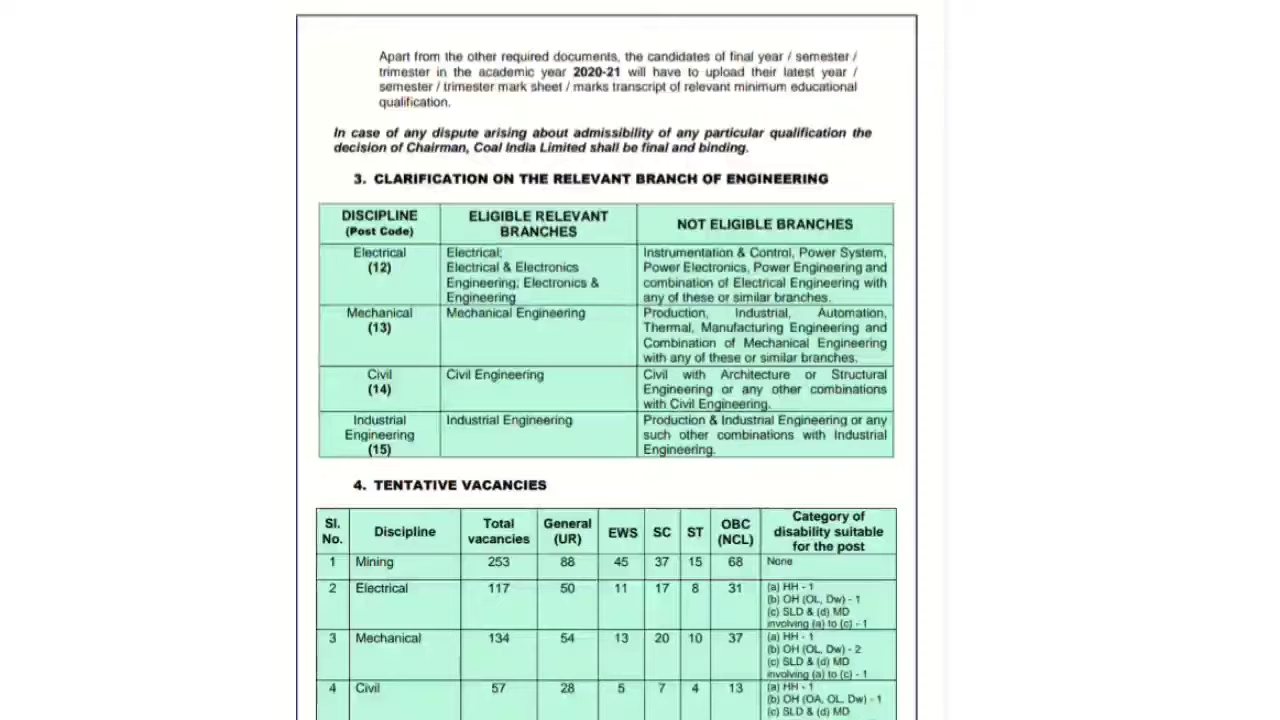 Apart from the other required documents, the candidates of final year / semester /
trimester in the academic year 2020-21 will have to upload their latest year /
semester / trimester mark sheet / marks transcript of relevant minimum educational
qualification.
In case of any dispute arising about admissibility of any particular qualification the
decision of Chairman, Coal India Limited shall be final and binding.
3. CLARIFICATION ON THE RELEVANT BRANCH OF ENGINEERING
DISCIPLINE
(Post Code)
ELIGIBLE RELEVANT
BRANCHES
NOT ELIGIBLE BRANCHES
Electrical
(12)
Electrical;
Electrical & Electronics
Engineering; Electronics &
Engineering
Instrumentation & Control, Power System,
Power Electronics, Power Engineering and
combination of Electrical Engineering with
any of these or similar branches.
Mechanical
(13)
Mechanical Engineering
Production, Industrial, Automation,
Thermal, Manufacturing Engineering and
Combination of Mechanical Engineering
with any of these or similar branches.
Civil
(14)
Civil Engineering
Civil with Architecture or Structural
Engineering or any other combinations
with Civil Engineering.
Industrial
Engineering
(15)
Industrial Engineering
Production & Industrial Engineering or any
such other combinations with Industrial
Engineering.
4. TENTATIVE VACANCIES
Sl.
No.
Discipline
Total
vacancies
General
(UR)
EWS
SC
ST
OBC
(NCL)
Category of
disability suitable
for the post
1 Mining 253 88 45 37 15 68 None
2 Electrical 117 50 11 17 8 31 (a) HH - 1
(b) OH (OL, Dw) - 1
(c) SLD & (d) MD
involving (a) to (c) - 1
3 Mechanical 134 54 13 20 10 37 (a) HH - 1
(b) OH (OL, Dw) - 2
(c) SLD & (d) MD
involving (a) to (c) - 1
4 Civil 57 28 5 7 4 13 (a) HH - 1
(b) OH (OA, OL, Dw) - 1
(c) SLD & (d) MD